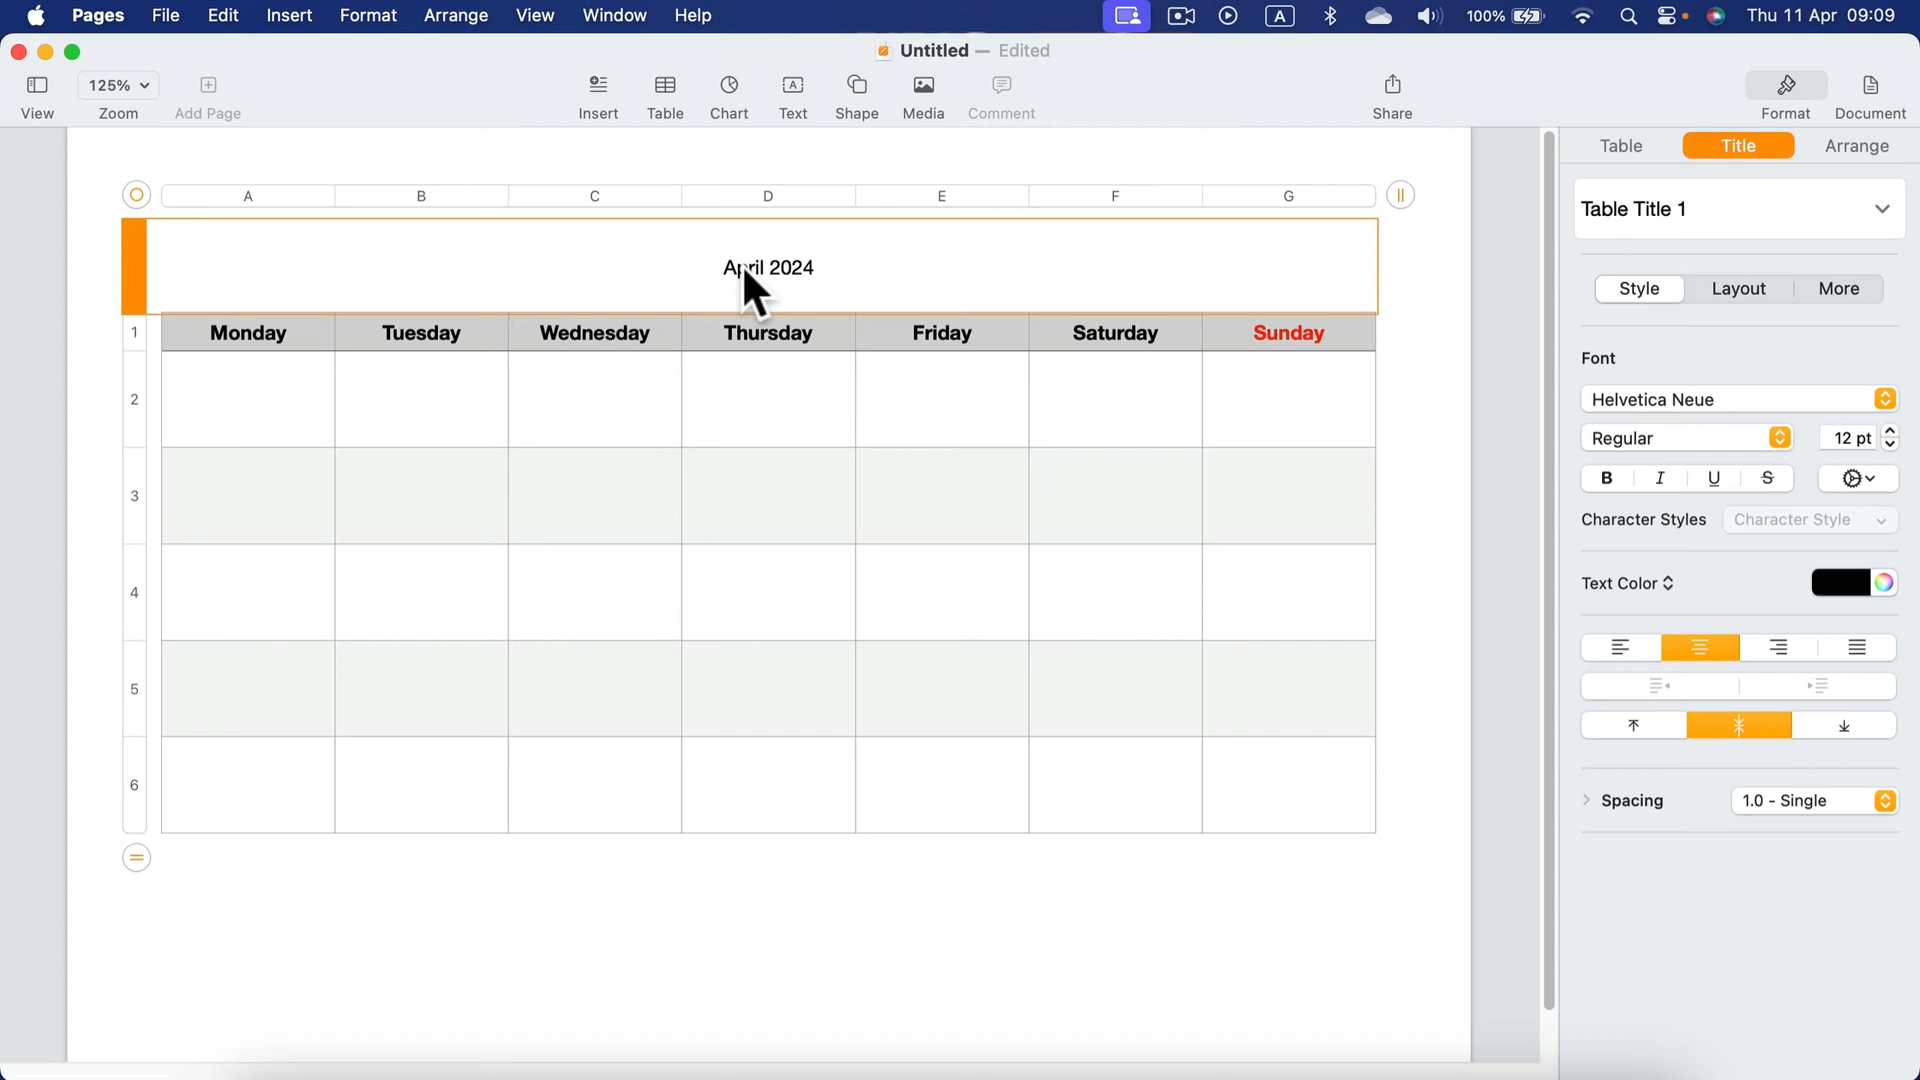 Pages File Edit Insert Format Arrange View Window Help A 100% Thu 11 Apr 09:09
Untitled — Edited
125%
View Zoom Add Page Insert Table Chart Text Shape Media Comment Share Format Document
Table Title Arrange
A B C D E F G
Table Title 1
April 2024
Style Layout More
1 Monday Tuesday Wednesday Thursday Friday Saturday Sunday
Font
2
Helvetica Neue
Regular 12 pt
B I U S
3
Character Styles Character Style
4
Text Color
5
6
Spacing 1.0 - Single